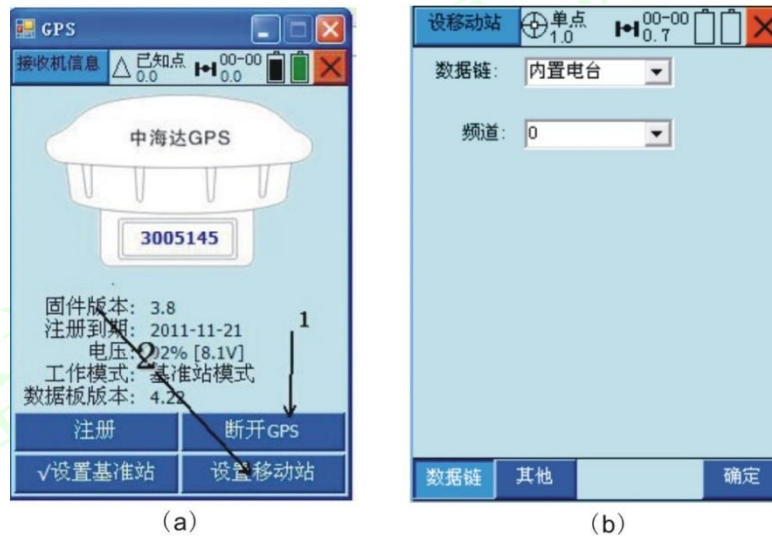 GPS
接收机信息 已知点 0.0 00-00 0.0
中海达GPS
3005145
固件版本: 3.8
注册到期: 2011-11-21
1
电压: 02% [8.1V]
2
工作模式: 基准站模式
数据板版本: 4.22
注册 断开GPS
√设置基准站 设置移动站
(a)
设移动站 单点 1.0 00-00 0.7
数据链: 内置电台
频道: 0
数据链 其他 确定
(b)